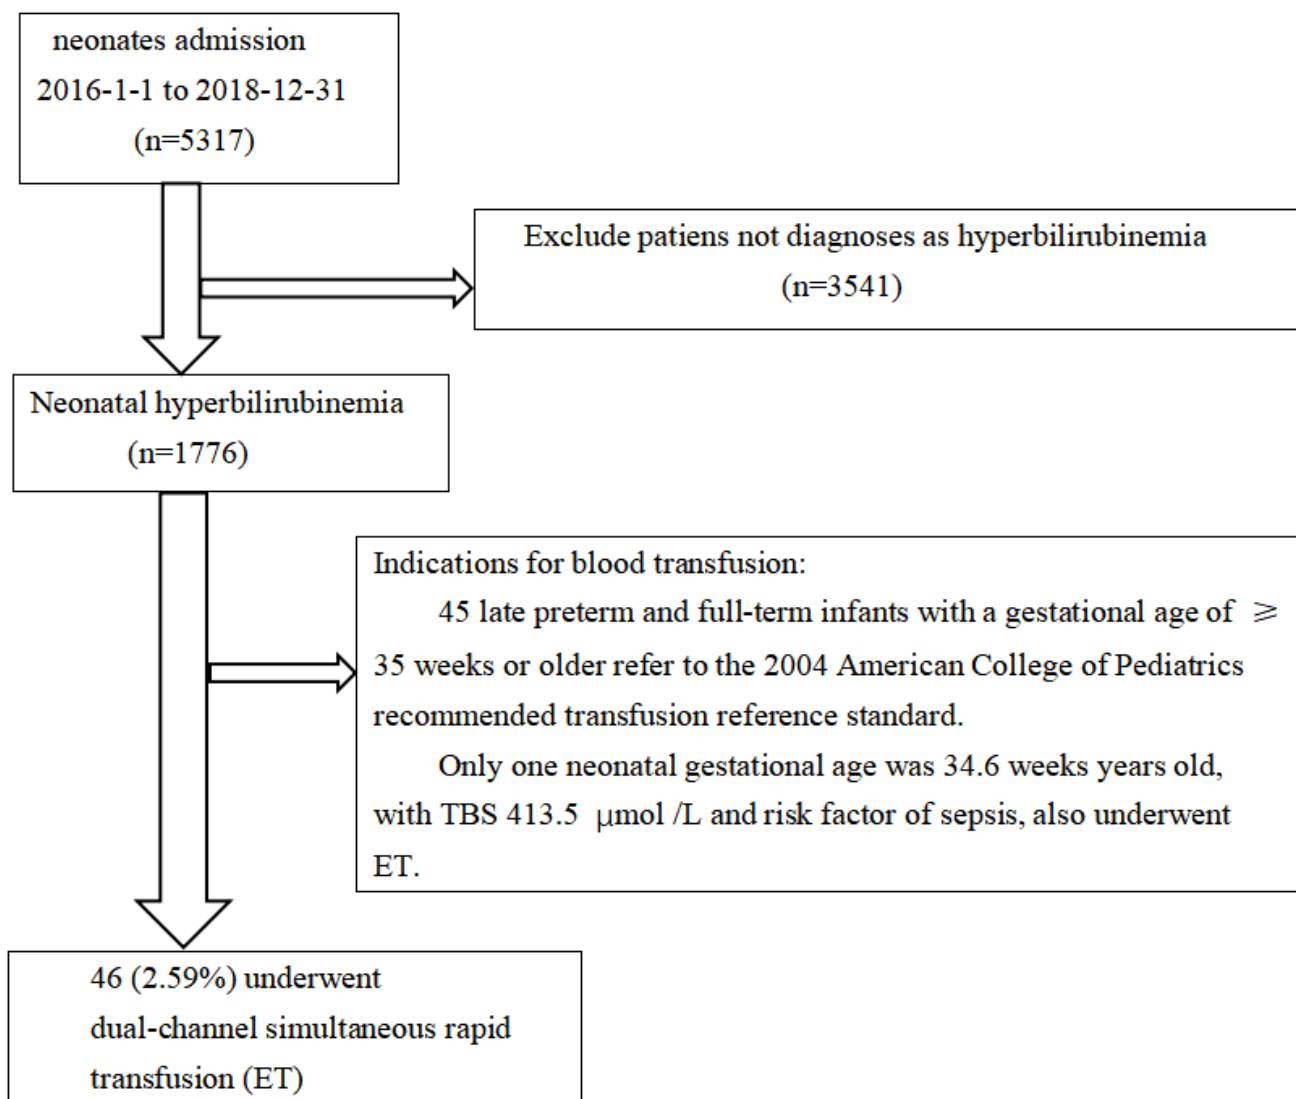 neonates admission
2016-1-1 to 2018-12-31
(n=5317)
Exclude patiens not diagnoses as hyperbilirubinemia
(n=3541)
Neonatal hyperbilirubinemia
(n=1776)
Indications for blood transfusion:
45 late preterm and full-term infants with a gestational age of ≥
35 weeks or older refer to the 2004 American College of Pediatrics
recommended transfusion reference standard.
Only one neonatal gestational age was 34.6 weeks years old,
with TBS 413.5 μmol /L and risk factor of sepsis, also underwent
ET.
46 (2.59%) underwent
dual-channel simultaneous rapid
transfusion (ET)